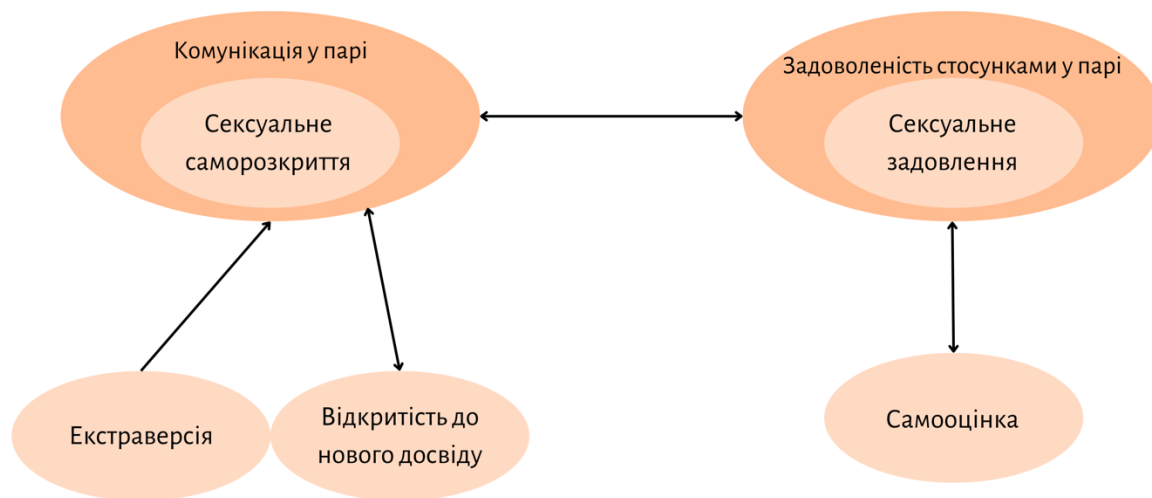 Комунікація у парі
Сексуальне
саморозкриття
Задоволеність стосунками у парі
Сексуальне
задовлення
Екстраверсія
Відкритість до
нового досвіду
Самооцінка